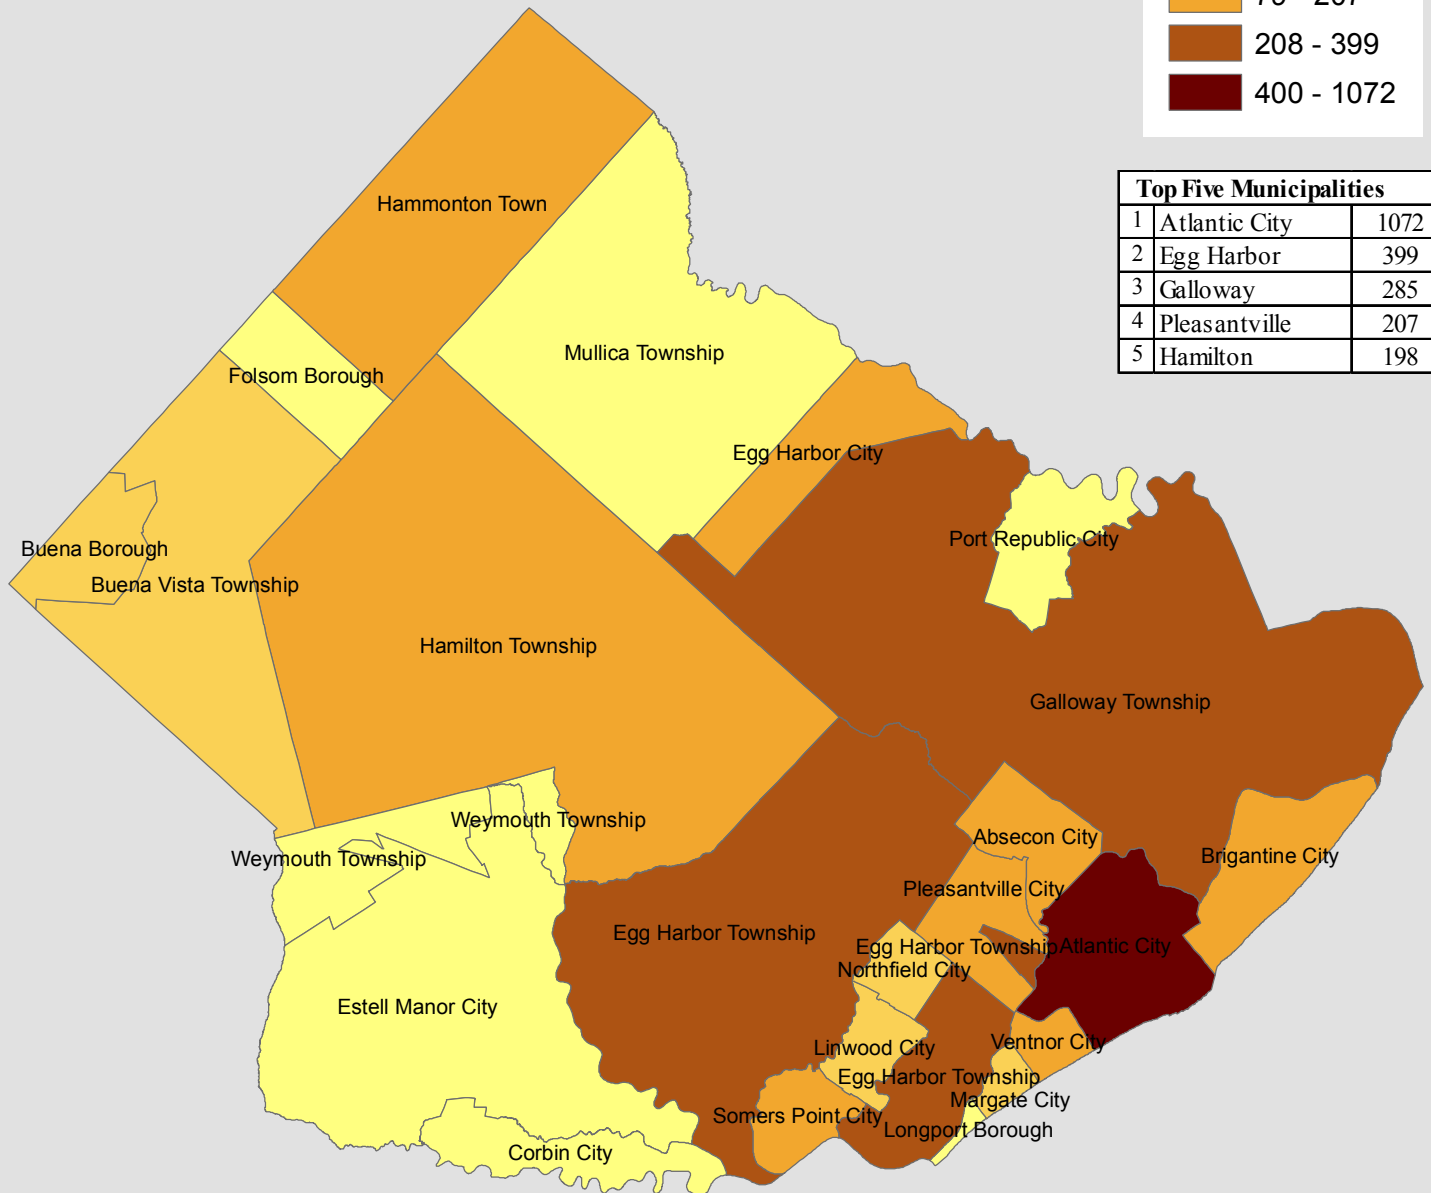 208 - 399
400 - 1072
Top Five Municipalities
1 Atlantic City 1072
2 Egg Harbor 399
3 Galloway 285
4 Pleasantville 207
5 Hamilton 198
Hammonton Town
Mullica Township
Folsom Borough
Egg Harbor City
Port Republic City
Buena Borough
Buena Vista Township
Hamilton Township
Galloway Township
Weymouth Township
Absecon City
Weymouth Township
Brigantine City
Pleasantville City
Egg Harbor Township
Egg Harbor Township
Atlantic City
Northfield City
Estell Manor City
Ventnor City
Linwood City
Egg Harbor Township
Margate City
Somers Point City
Longport Borough
Corbin City